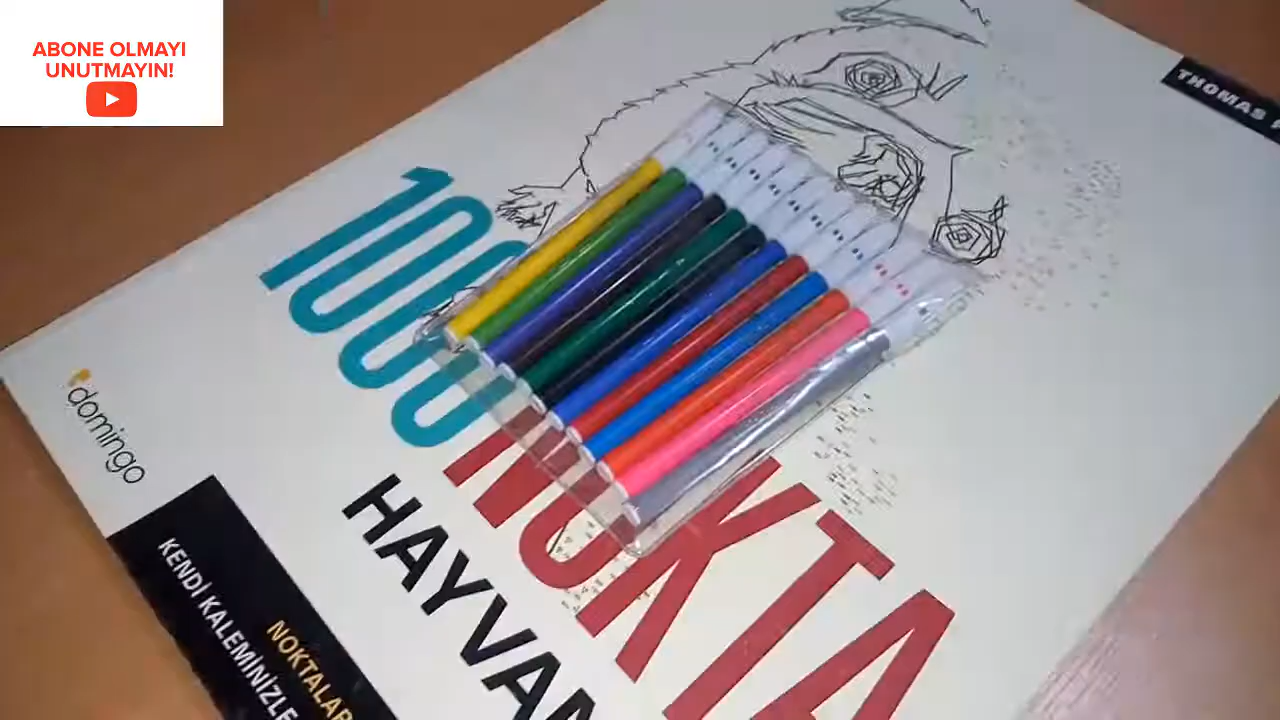 ABONE OLMAYI
UNUTMAYIN!
THOMAS
1000
NOKTA
HAYVAN
domingo
NOKTALAR
KENDİ KALEMİNİZLE